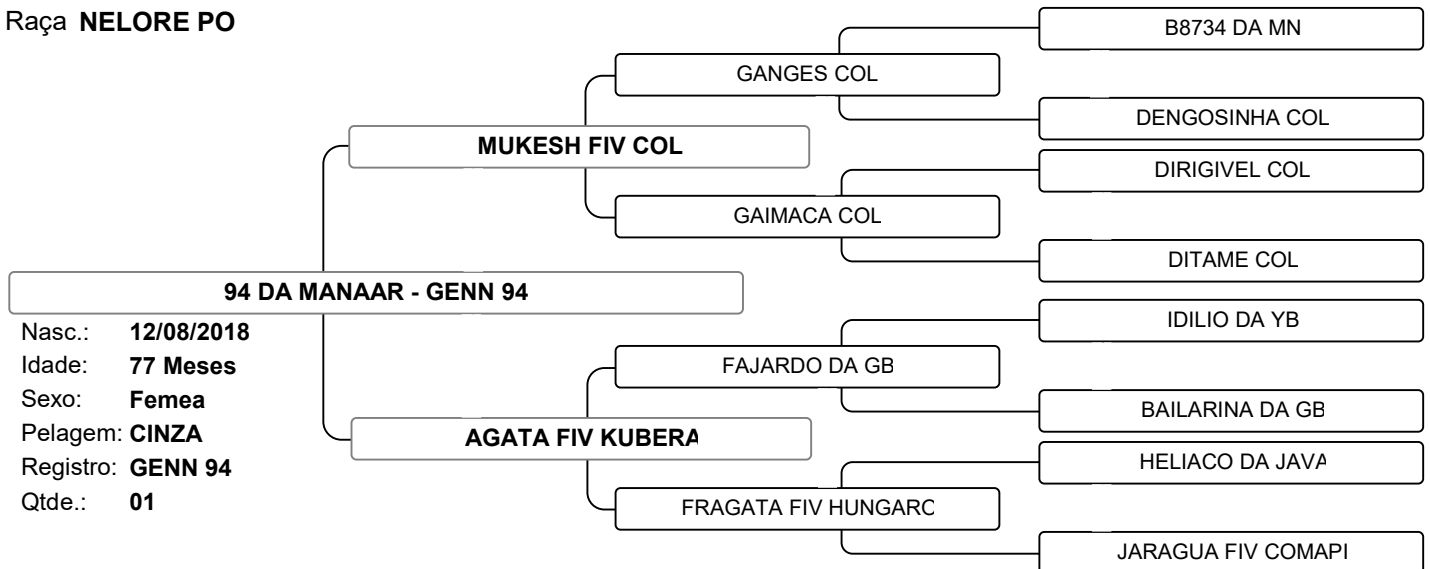 Raça NELORE PO
B8734 DA MN
GANGES COL
DENGOSINHA COL
MUKESH FIV COL
DIRIGIVEL COL
GAIMACA COL
DITAME COL
94 DA MANAAR - GENN 94
Nasc.: 12/08/2018
Idade: 77 Meses
Sexo: Femea
Pelagem: CINZA
Registro: GENN 94
Qtde.: 01
IDILIO DA YB
FAJARDO DA GB
BAILARINA DA GB
AGATA FIV KUBERA
HELIACO DA JAVA
FRAGATA FIV HUNGARC
JARAGUA FIV COMAPI